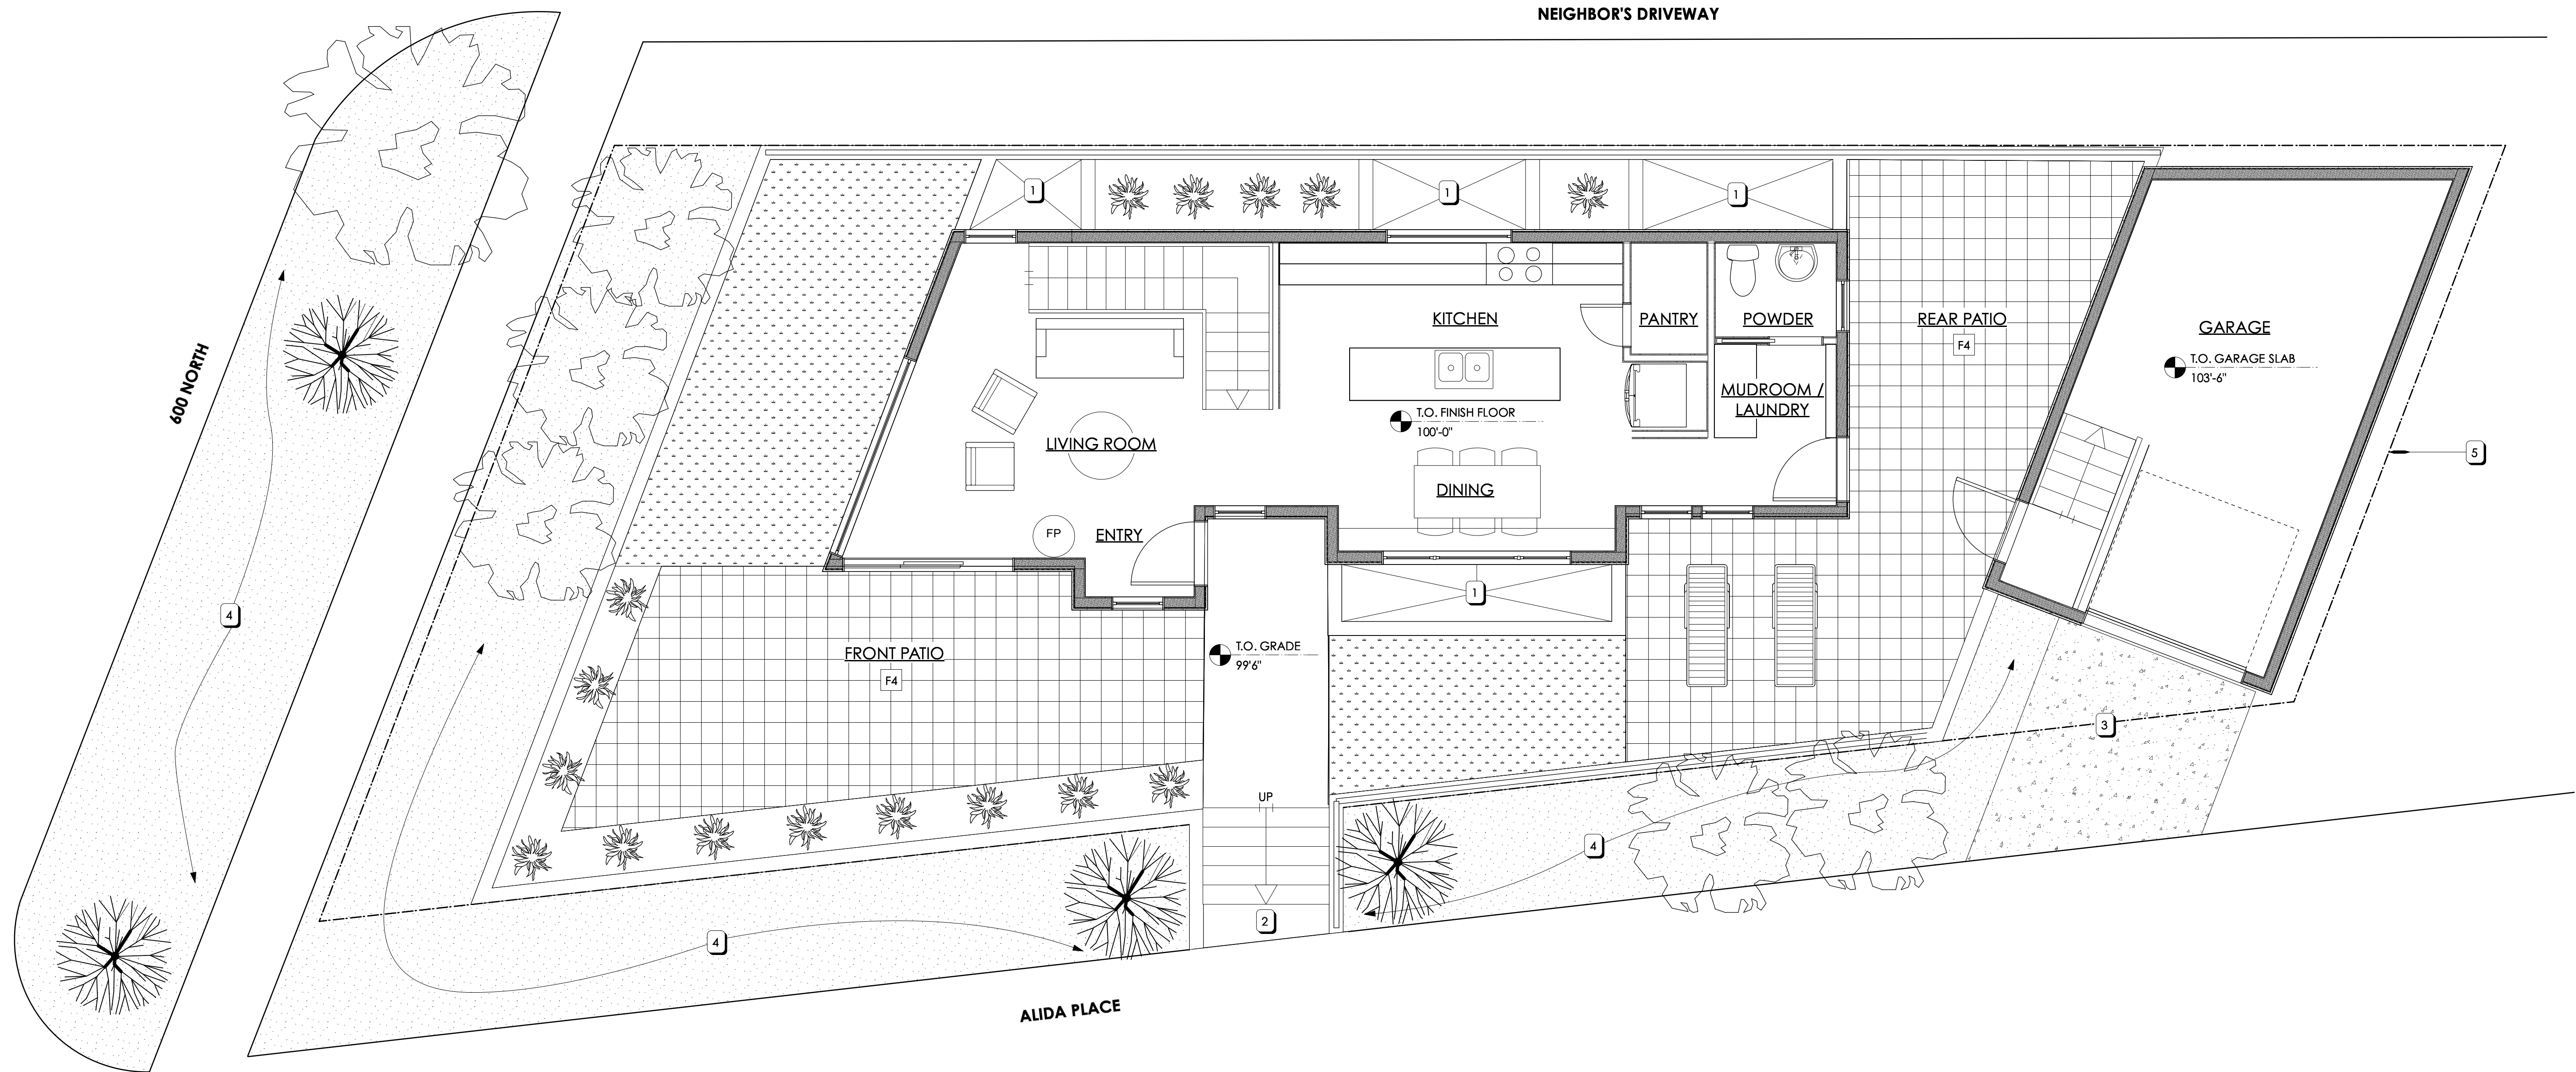 NEIGHBOR'S DRIVEWAY
1
1
1
KITCHEN
PANTRY
POWDER
REAR PATIO
F4
GARAGE
T.O. GARAGE SLAB
103'-6"
600 NORTH
MUDROOM /
LAUNDRY
T.O. FINISH FLOOR
100'-0"
LIVING ROOM
5
DINING
FP
ENTRY
1
4
FRONT PATIO
F4
T.O. GRADE
99'6"
3
UP
4
2
4
ALIDA PLACE